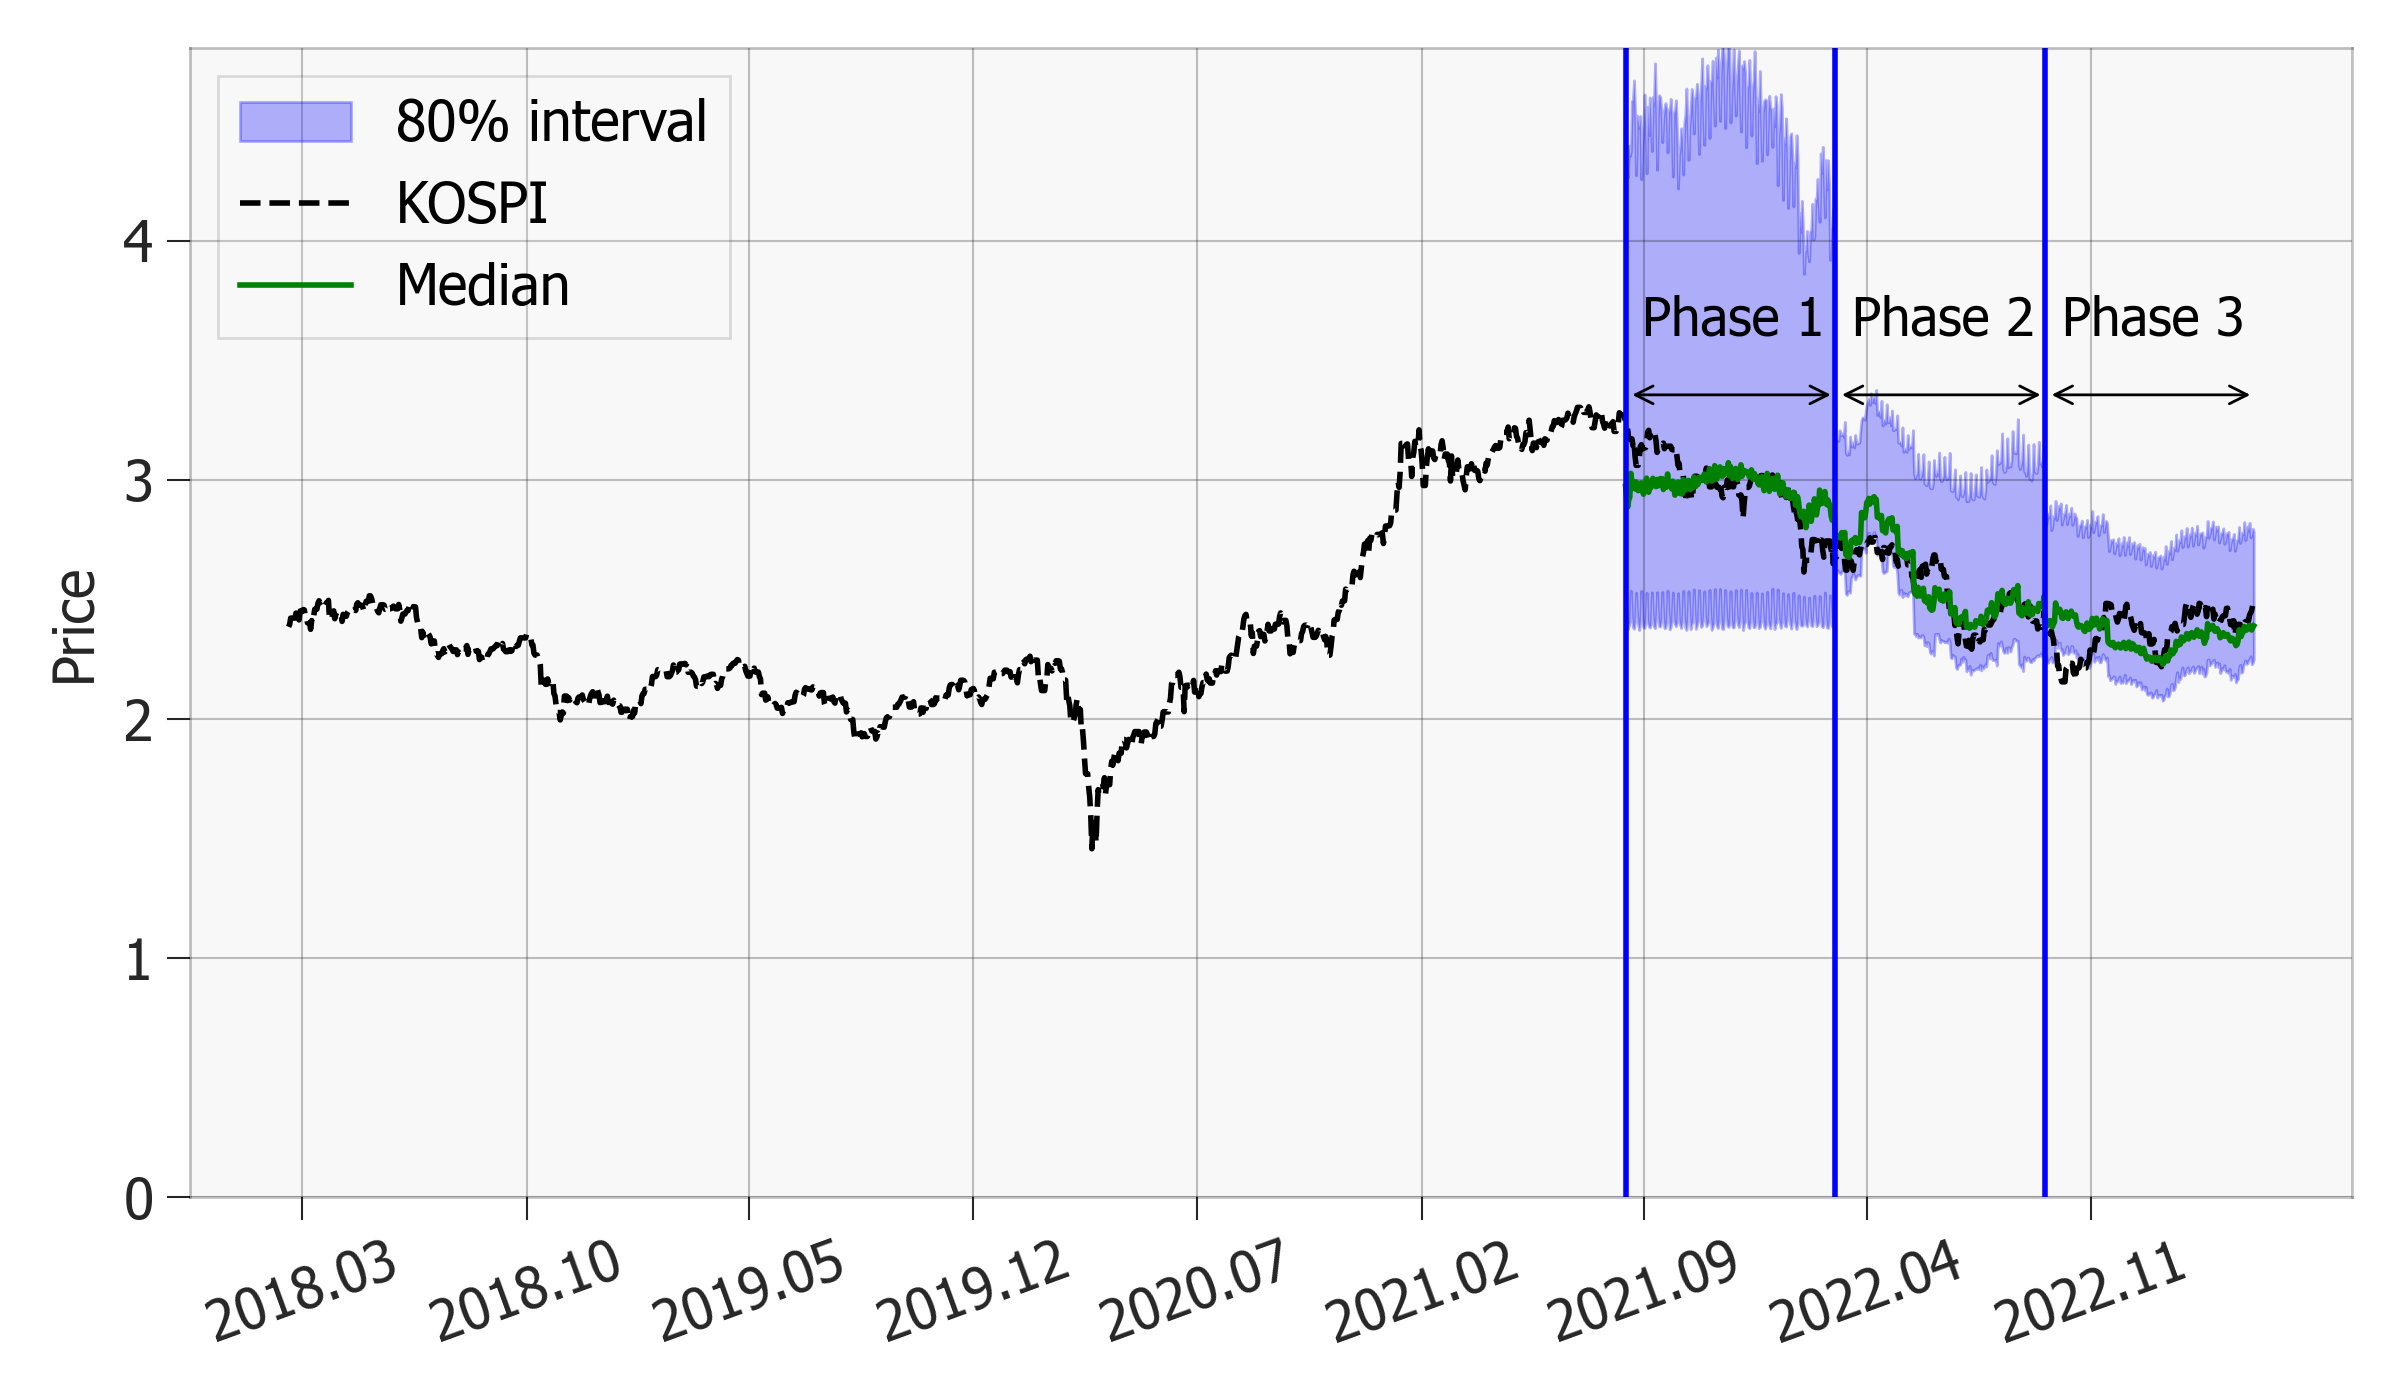 80% interval
KOSPI
Median
Phase 1
Phase 2
Phase 3
Price
4
3
2
1
0
2018.03
2018.10
2019.05
2019.12
2020.07
2021.02
2021.09
2022.04
2022.11